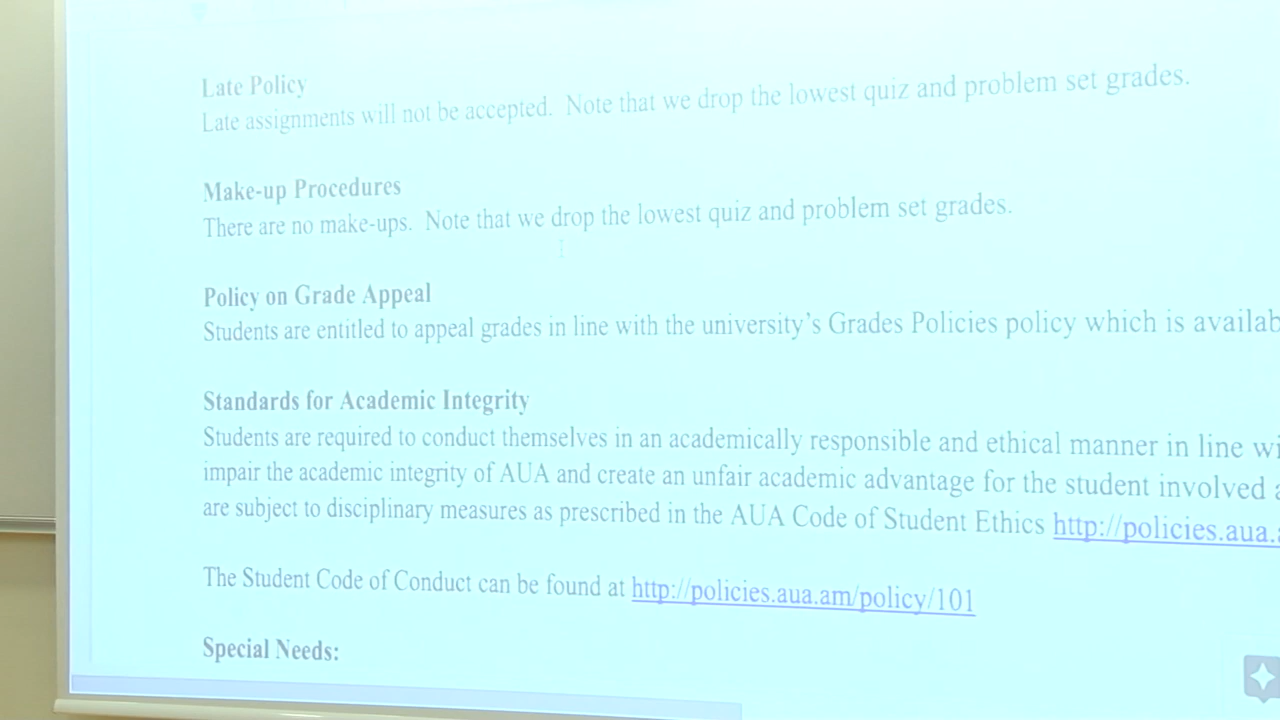 Late Policy
Late assignments will not be accepted. Note that we drop the lowest quiz and problem set grades.
Make-up Procedures
There are no make-ups. Note that we drop the lowest quiz and problem set grades.
Policy on Grade Appeal
Students are entitled to appeal grades in line with the university's Grades Policies policy which is availab
Standards for Academic Integrity
Students are required to conduct themselves in an academically responsible and ethical manner in line wi
impair the academic integrity of AUA and create an unfair academic advantage for the student involved a
are subject to disciplinary measures as prescribed in the AUA Code of Student Ethics http://policies.aua.
The Student Code of Conduct can be found at http://policies.aua.am/policy/101
Special Needs: